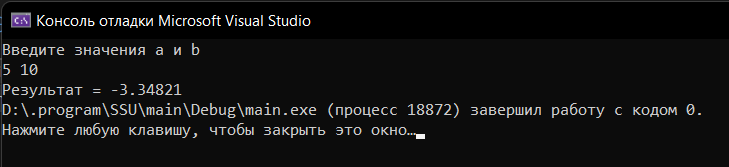 Консоль отладки Microsoft Visual Studio
Введите значения a и b
5 10
Результат = -3.34821
D:\.program\SSU\main\Debug\main.exe (процесс 18872) завершил работу с кодом 0.
Нажмите любую клавишу, чтобы закрыть это окно…